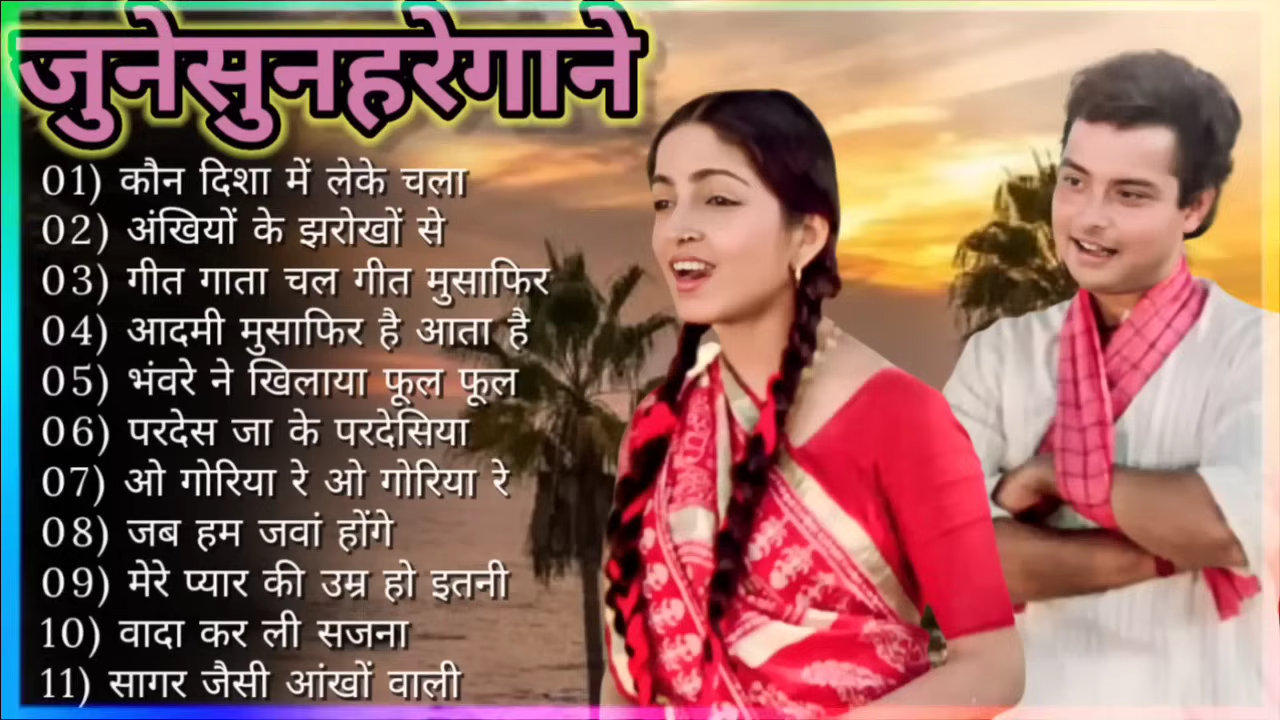 जुनेसुनहरेगाने
01) कौन दिशा में लेके चला
02) अंखियों के झरोखों से
03) गीत गाता चल गीत मुसाफिर
04) आदमी मुसाफिर है आता है
05) भंवरे ने खिलाया फूल फूल
06) परदेस जा के परदेसिया
07) ओ गोरिया रे ओ गोरिया रे
08) जब हम जवां होंगे
09) मेरे प्यार की उम्र हो इतनी
10) वादा कर ली सजना
11) सागर जैसी आंखों वाली